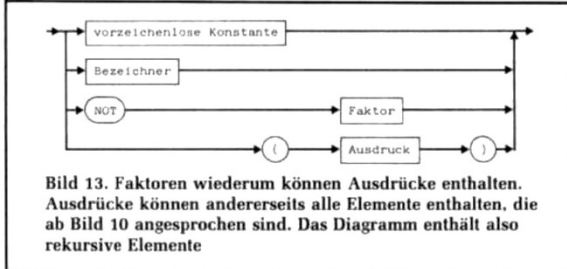 vorzeichenlose Konstante
Bezeichner
NOT Faktor
( Ausdruck )
Bild 13. Faktoren wiederum können Ausdrücke enthalten.
Ausdrücke können andererseits alle Elemente enthalten, die
ab Bild 10 angesprochen sind. Das Diagramm enthält also
rekursive Elemente